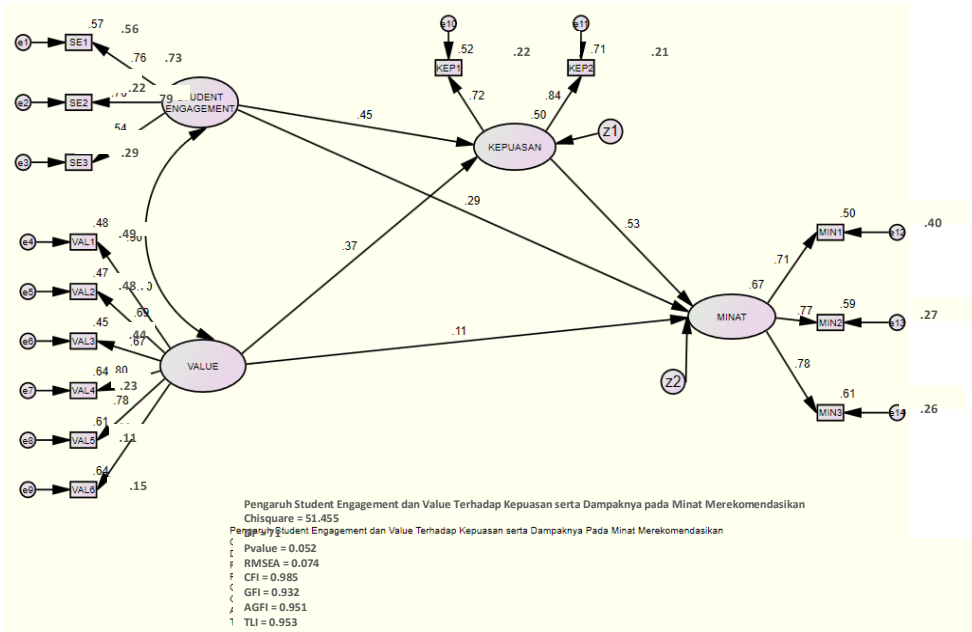 .57 .56
e1 SE1
.76 .73
.22
e2 SE2 .79 STUDENT
ENGAGEMENT
.54
e3 SE3 .29
e10 e11
.52 .22 .71 .21
KEP1 KEP2
.72 .84
.50
.45 KEPUASAN z1
.29
.37 .53
.48 .49
e4 VAL1
.47
e5 VAL2 .48
.69
.45 .44
e6 VAL3 .67
.64 .80
e7 VAL4 .23
.78
.61
e8 VAL5 .11
.64
e9 VAL6 .15
VALUE .11
.50 .40
MIN1 e12
.71
.67 .59 .27
MINAT .77 MIN2 e13
z2 .78
.61 .26
MIN3 e14
Pengaruh Student Engagement dan Value Terhadap Kepuasan serta Dampaknya pada Minat Merekomendasikan
Chisquare = 51.455
Pengaruh Student Engagement dan Value Terhadap Kepuasan serta Dampaknya Pada Minat Merekomendasikan
Pvalue = 0.052
RMSEA = 0.074
CFI = 0.985
GFI = 0.932
AGFI = 0.951
TLI = 0.953